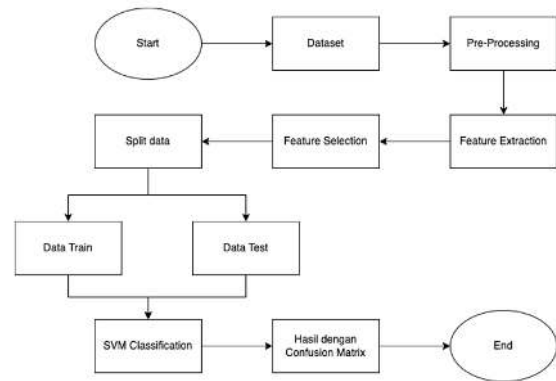 Start
Dataset
Pre-Processing
Split data
Feature Selection
Feature Extraction
Data Train
Data Test
SVM Classification
Hasil dengan
Confusion Matrix
End